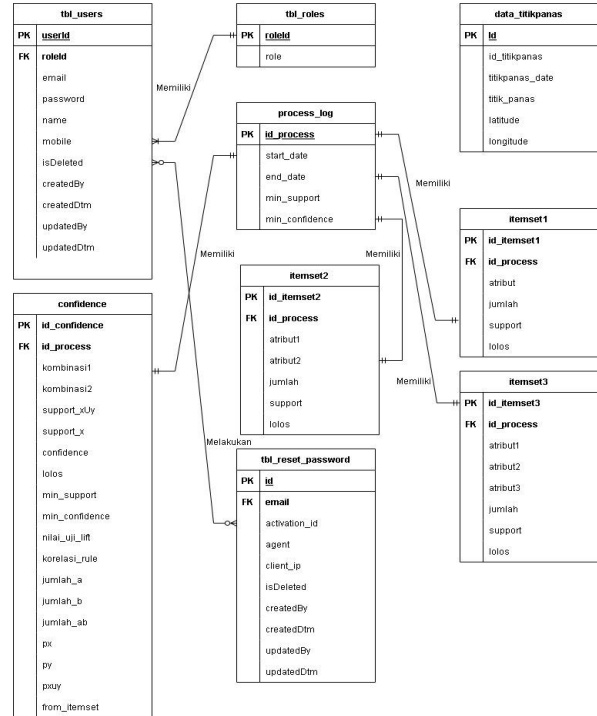 tbl_users
PK userId
FK roleId
email
password
name
mobile
isDeleted
createdBy
createdDtm
updatedBy
updatedDtm
Memiliki
tbl_roles
PK roleId
role
data_titikpanas
PK Id
id_titikpanas
titikpanas_date
titik_panas
latitude
longitude
process_log
PK id_process
start_date
end_date
min_support
min_confidence
Memiliki
Memiliki
Memiliki
Memiliki
itemset1
PK id_itemset1
FK id_process
atribut
jumlah
support
lolos
itemset2
PK id_itemset2
FK id_process
atribut1
atribut2
jumlah
support
lolos
confidence
PK id_confidence
FK id_process
kombinasi1
kombinasi2
support_xUy
support_x
confidence
lolos
min_support
min_confidence
nilai_uji_lift
korelasi_rule
jumlah_a
jumlah_b
jumlah_ab
px
py
pxuy
from_itemset
itemset3
PK id_itemset3
FK id_process
atribut1
atribut2
atribut3
jumlah
support
lolos
Melakukan
tbl_reset_password
PK id
FK email
activation_id
agent
client_ip
isDeleted
createdBy
createdDtm
updatedBy
updatedDtm